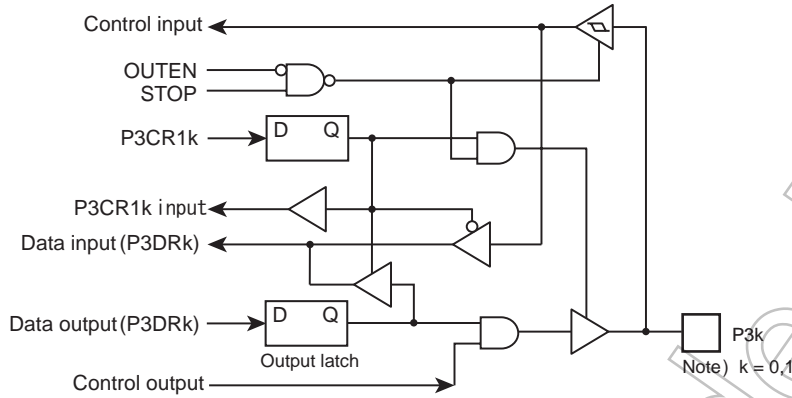 Control input
OUTEN
STOP
P3CR1k
D Q
P3CR1k input
Data input (P3DRk)
Data output (P3DRk)
D Q
Output latch
Control output
P3k
Note) k = 0,1